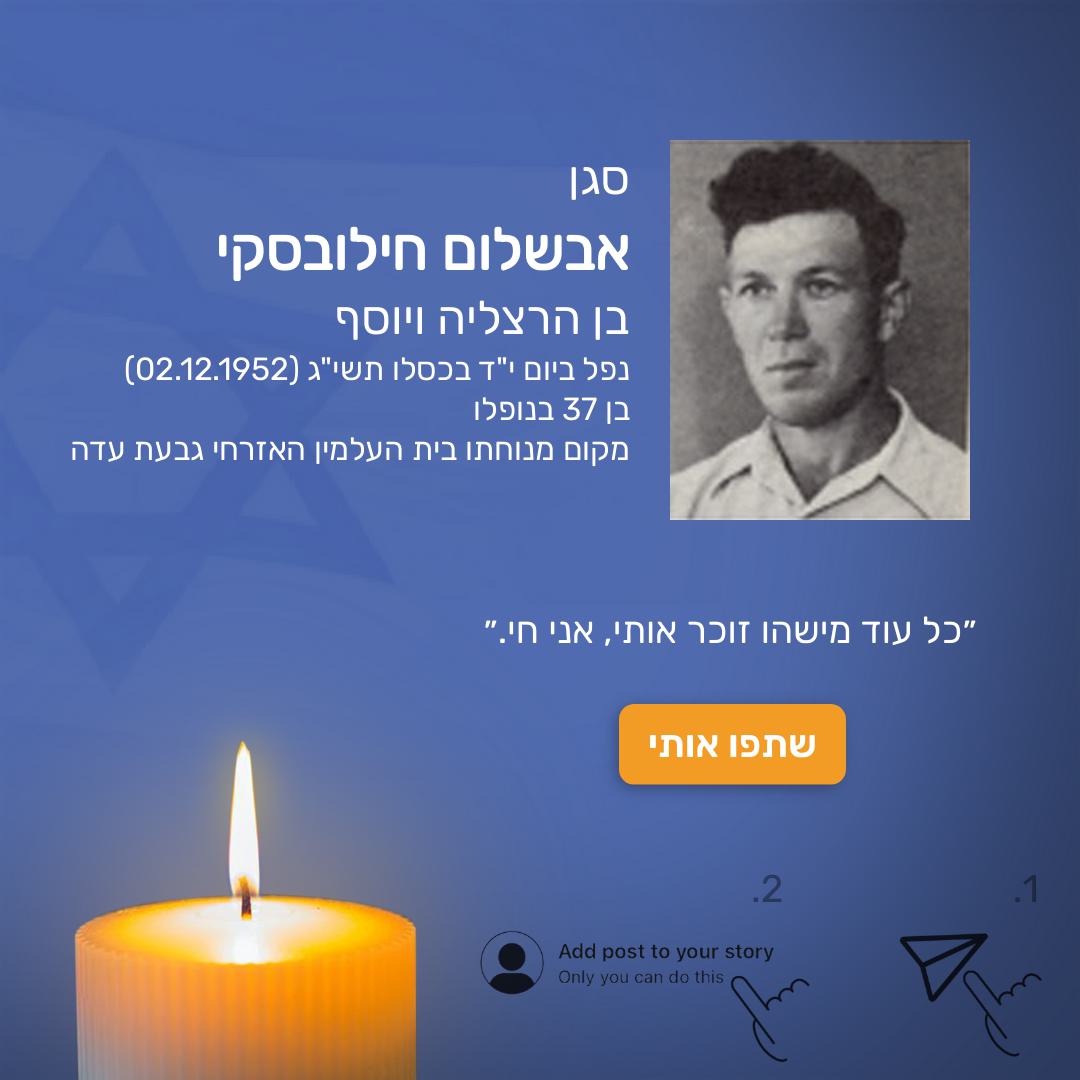 סגן
אבשלום חילובסקי
בן הרצליה ויוסף
נפל ביום י"ד בכסלו תשי"ג (02.12.1952)
בן 37 בנופלו
מקום מנוחתו בית העלמין האזרחי גבעת עדה
״כל עוד מישהו זוכר אותי, אני חי.״
שתפו אותי
.1
.2
Add post to your story
Only you can do this